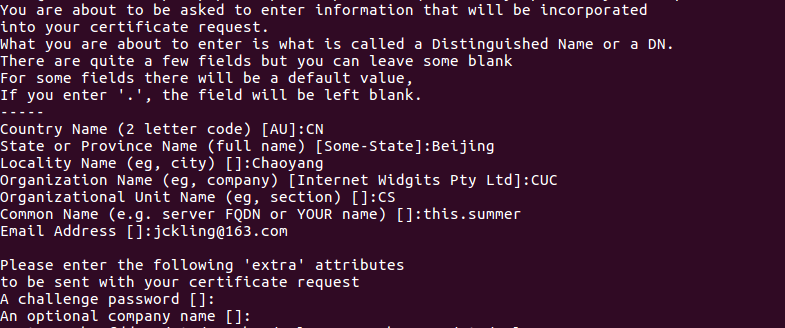 You are about to be asked to enter information that will be incorporated
into your certificate request.
What you are about to enter is what is called a Distinguished Name or a DN.
There are quite a few fields but you can leave some blank
For some fields there will be a default value,
If you enter '.', the field will be left blank.
-----
Country Name (2 letter code) [AU]:CN
State or Province Name (full name) [Some-State]:Beijing
Locality Name (eg, city) []:Chaoyang
Organization Name (eg, company) [Internet Widgits Pty Ltd]:CUC
Organizational Unit Name (eg, section) []:CS
Common Name (e.g. server FQDN or YOUR name) []:this.summer
Email Address []:jckling@163.com
Please enter the following 'extra' attributes
to be sent with your certificate request
A challenge password []:
An optional company name []: